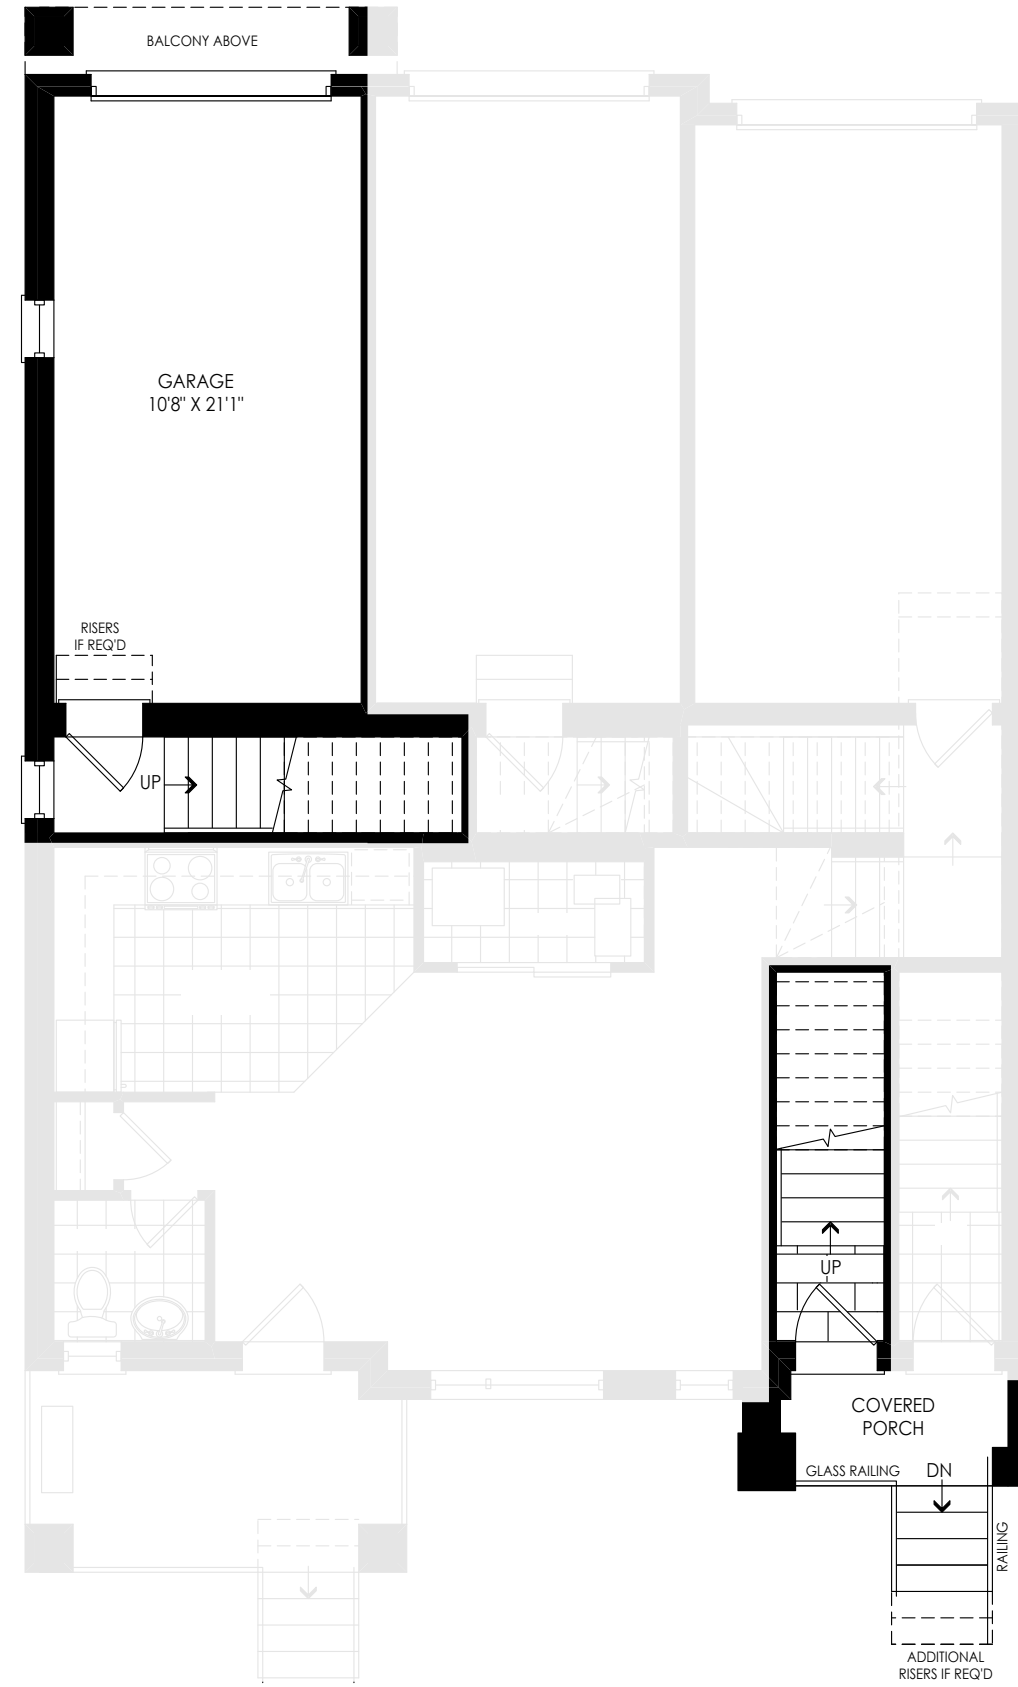 BALCONY ABOVE
GARAGE
10'8" X 21'1"
RISERS
IF REQ'D
UP
UP
COVERED
PORCH
GLASS RAILING
DN
RAILING
ADDITIONAL
RISERS IF REQ'D